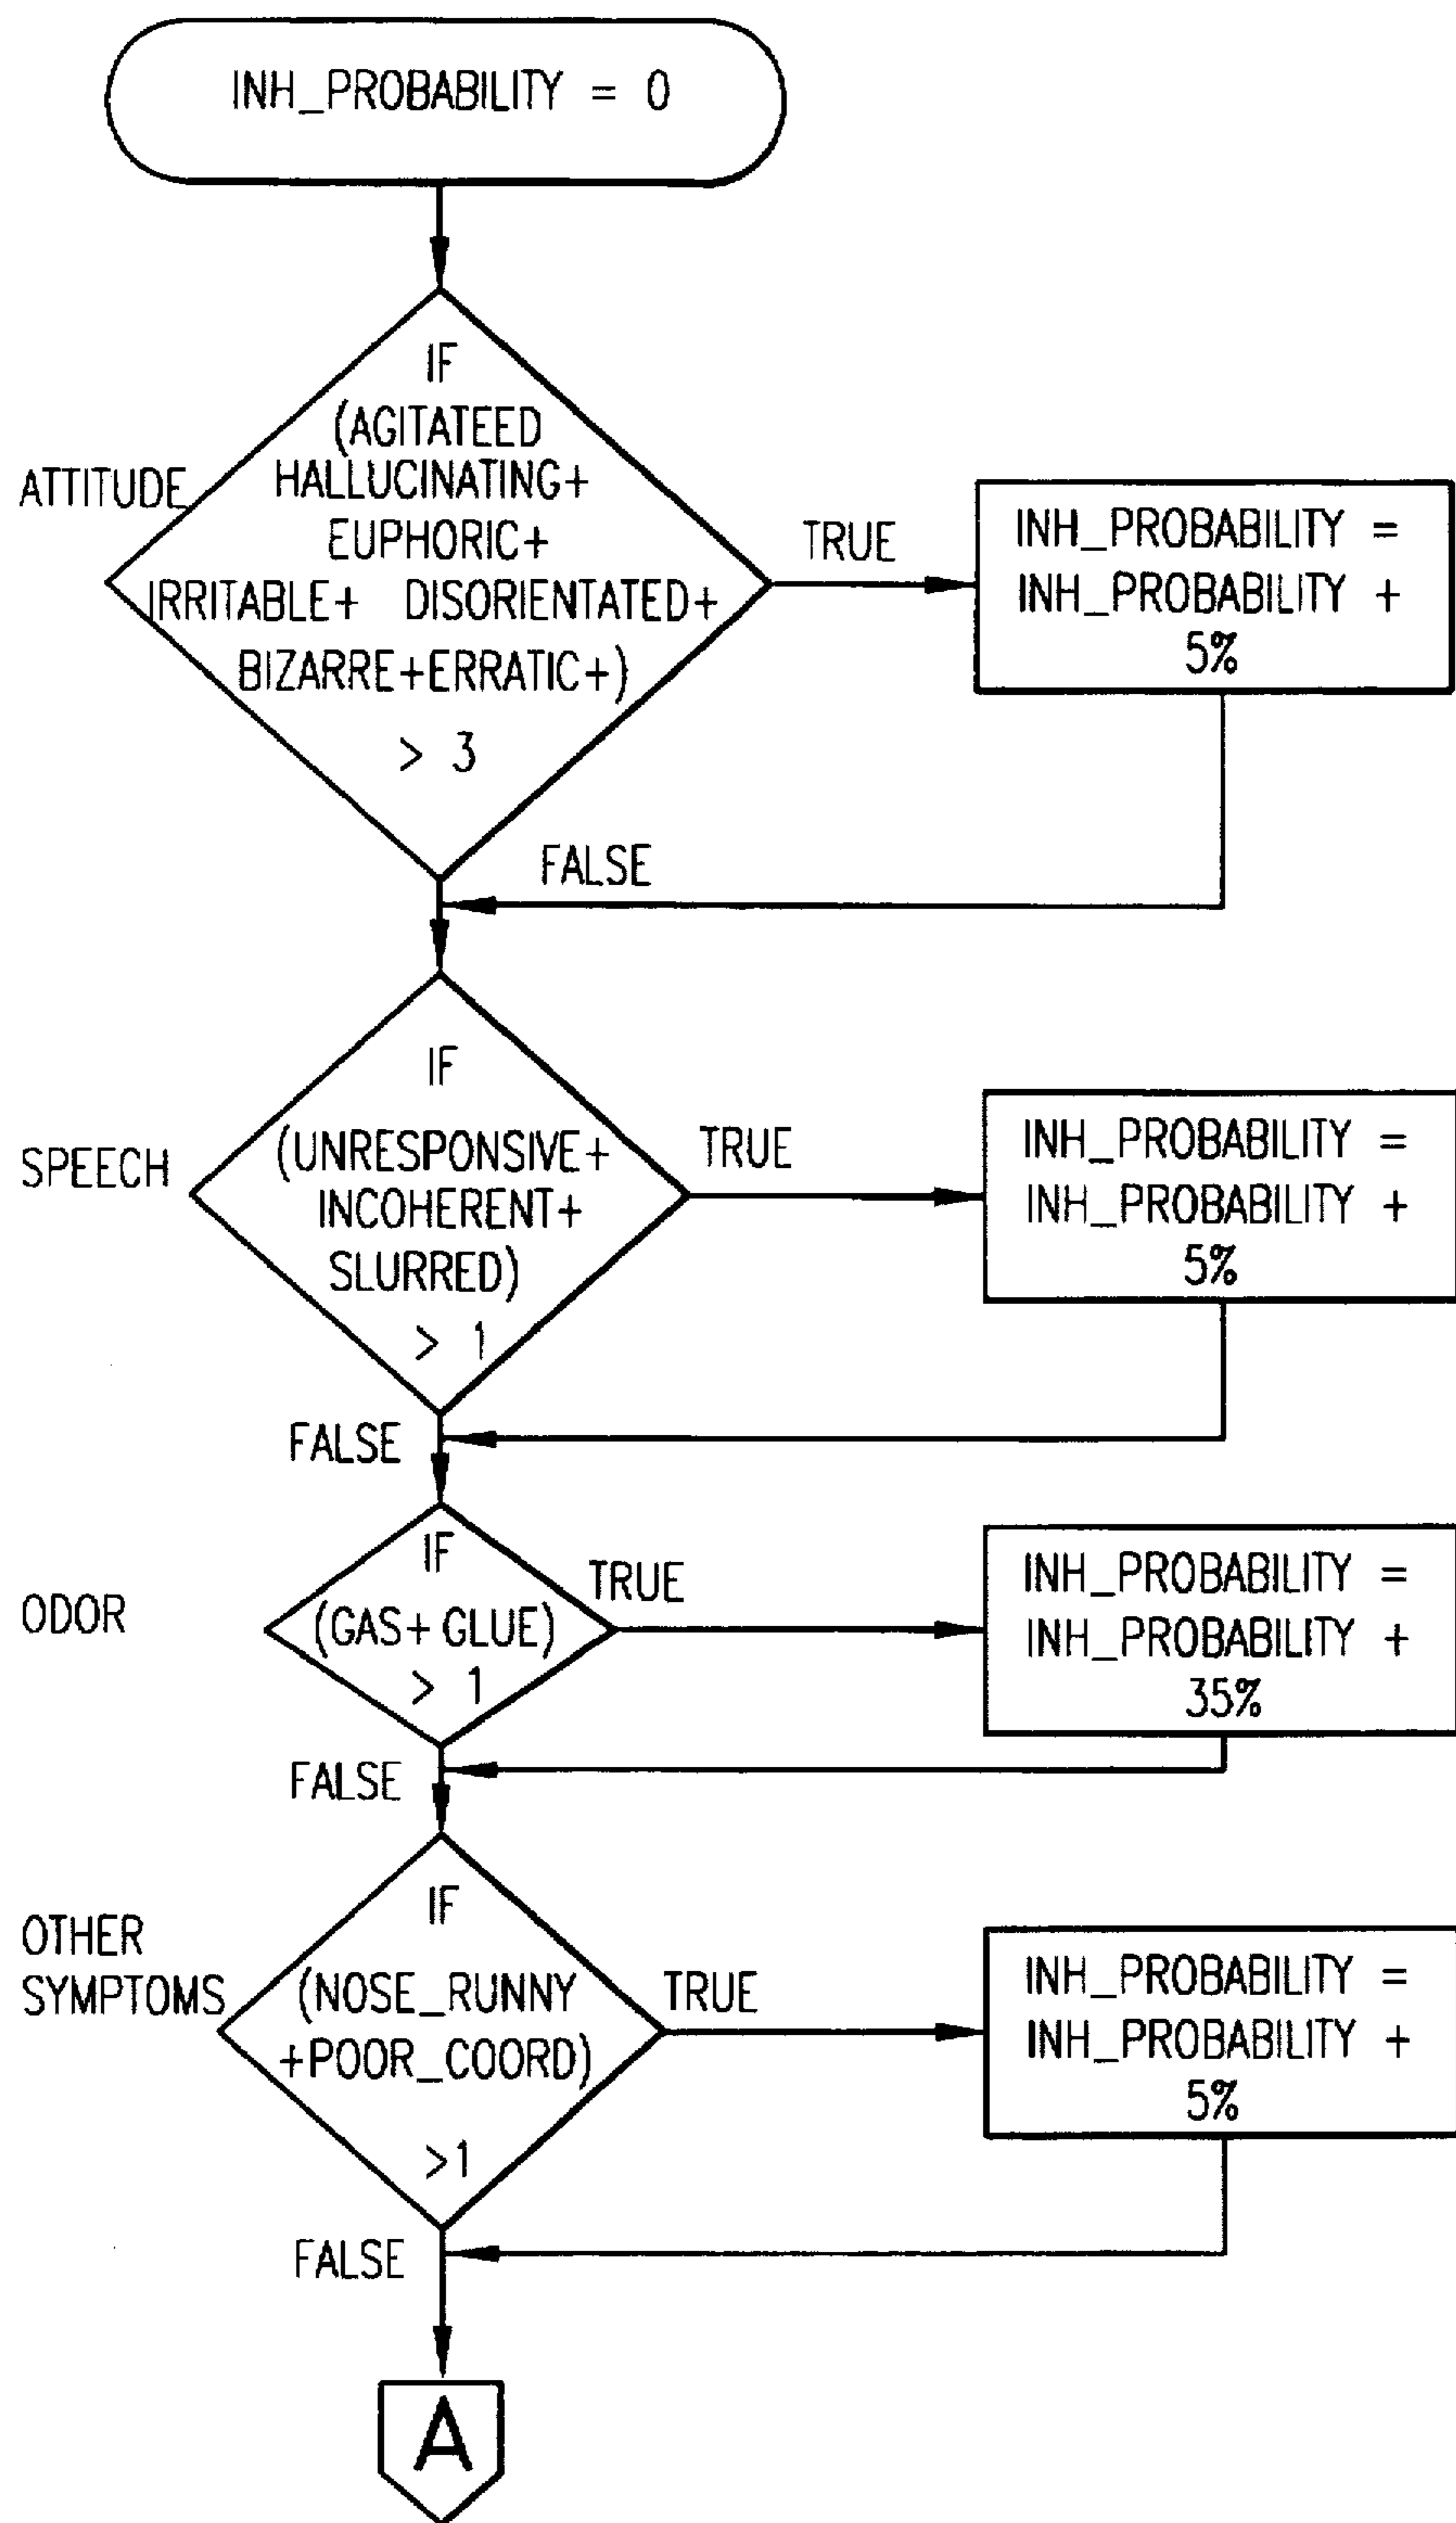 INH_PROBABILITY = 0
IF
(AGITATEED
HALLUCINATING+
EUPHORIC+
IRRITABLE+ DISORIENTATED+
BIZARRE+ERRATIC+)
> 3
ATTITUDE
TRUE
INH_PROBABILITY =
INH_PROBABILITY +
5%
FALSE
IF
(UNRESPONSIVE+
INCOHERENT+
SLURRED)
> 1
SPEECH
TRUE
INH_PROBABILITY =
INH_PROBABILITY +
5%
FALSE
IF
(GAS+ GLUE)
> 1
ODOR
TRUE
INH_PROBABILITY =
INH_PROBABILITY +
35%
FALSE
IF
(NOSE_RUNNY
+POOR_COORD)
>1
OTHER
SYMPTOMS
TRUE
INH_PROBABILITY =
INH_PROBABILITY +
5%
FALSE
A